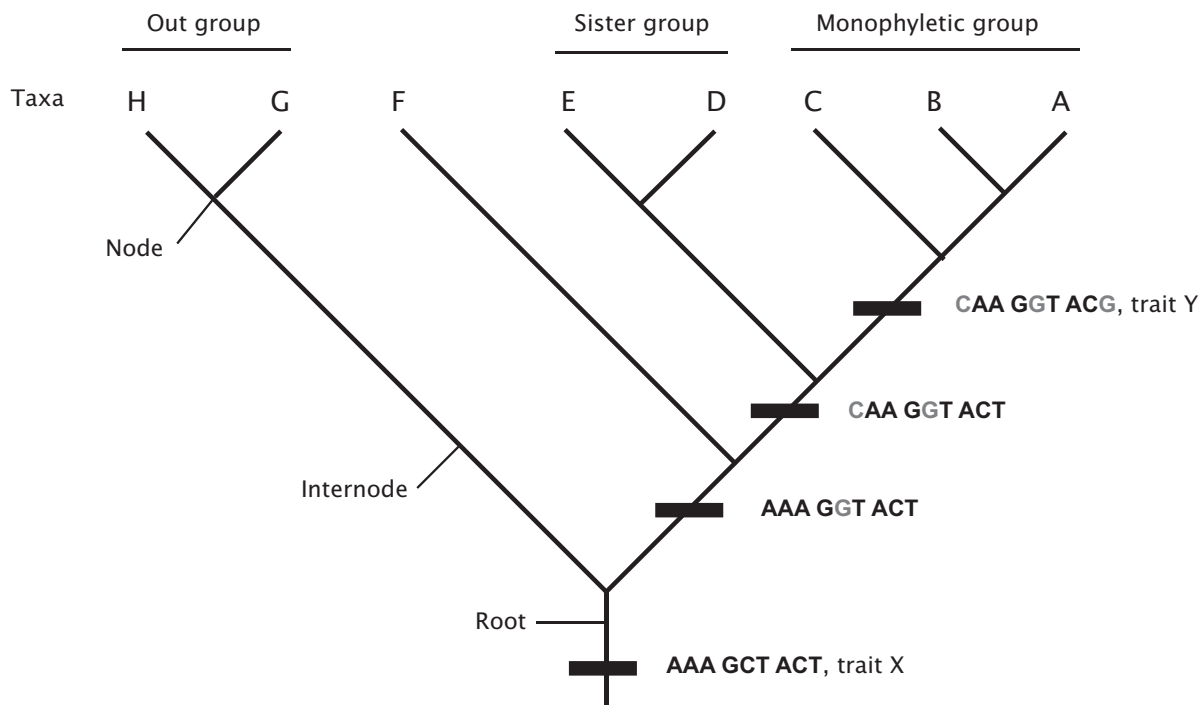 Out group Sister group Monophyletic group
Taxa H G F E D C B A
Node
CAA GGT ACG, trait Y
CAA GGT ACT
Internode
AAA GGT ACT
Root
AAA GCT ACT, trait X